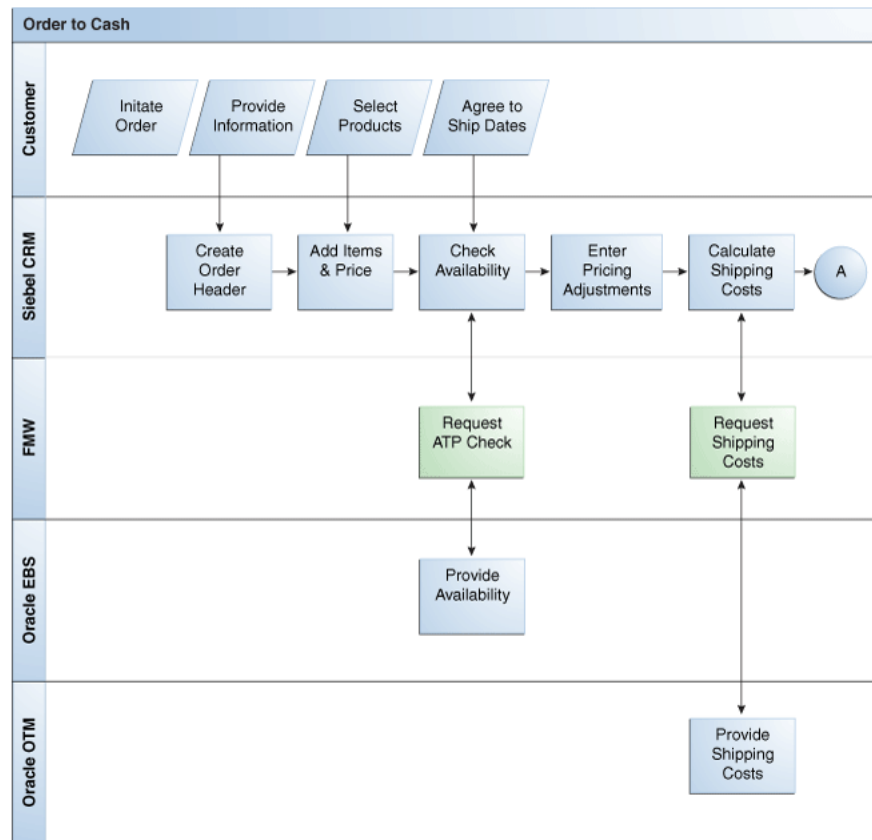 Order to Cash
Customer
Initate
Order
Provide
Information
Select
Products
Agree to
Ship Dates
Siebel CRM
Create
Order
Header
Add Items
& Price
Check
Availability
Enter
Pricing
Adjustments
Calculate
Shipping
Costs
A
FMW
Request
ATP Check
Request
Shipping
Costs
Oracle EBS
Provide
Availability
Oracle OTM
Provide
Shipping
Costs